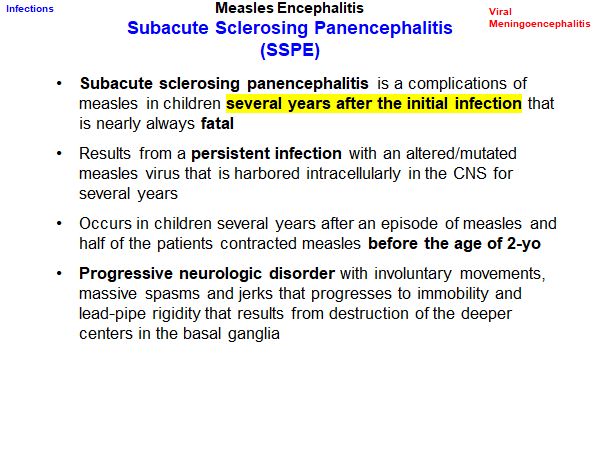 Infections
Measles Encephalitis
Viral
Meningoencephalitis
Subacute Sclerosing Panencephalitis
(SSPE)
• Subacute sclerosing panencephalitis is a complications of
measles in children several years after the initial infection that
is nearly always fatal
• Results from a persistent infection with an altered/mutated
measles virus that is harbored intracellularly in the CNS for
several years
• Occurs in children several years after an episode of measles and
half of the patients contracted measles before the age of 2-yo
• Progressive neurologic disorder with involuntary movements,
massive spasms and jerks that progresses to immobility and
lead-pipe rigidity that results from destruction of the deeper
centers in the basal ganglia